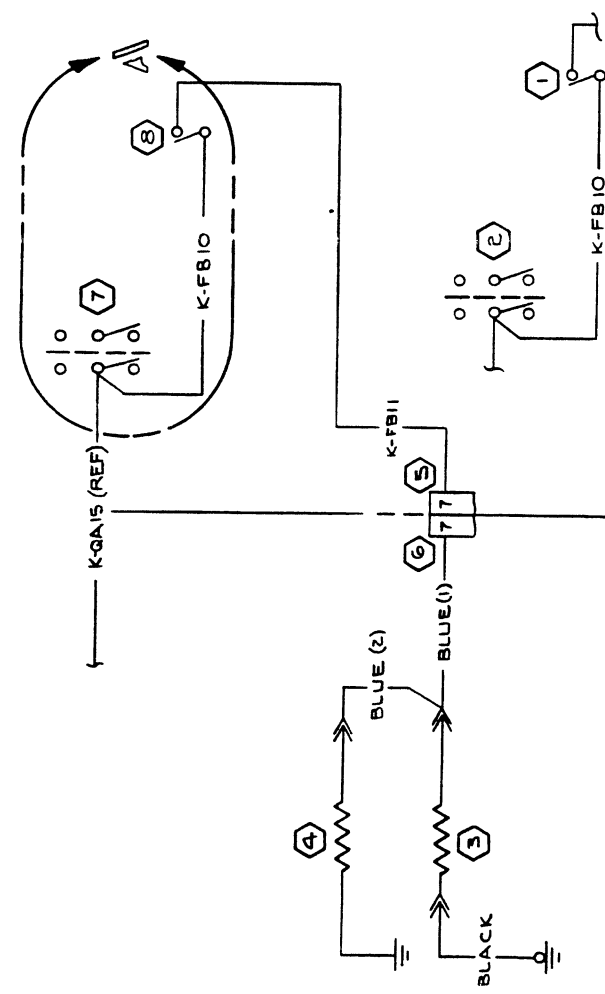 8
7
K-FB10
K-QA15 (REF)
K-FB11
5
7
7
6
BLUE(1)
BLUE (2)
4
3
BLACK
1
2
K-FB10